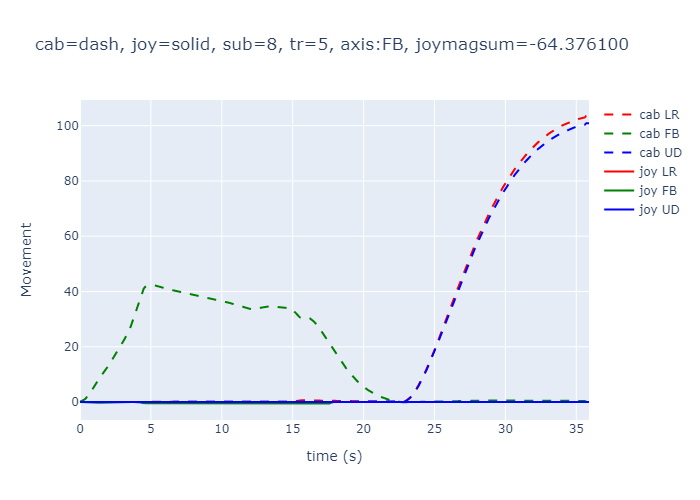 cab=dash, joy=solid, sub=8, tr=5, axis:FB, joymagsum=-64.376100
cab LR
cab FB
cab UD
joy LR
joy FB
joy UD
Movement
100
80
60
40
20
0
0 5 10 15 20 25 30 35
time (s)